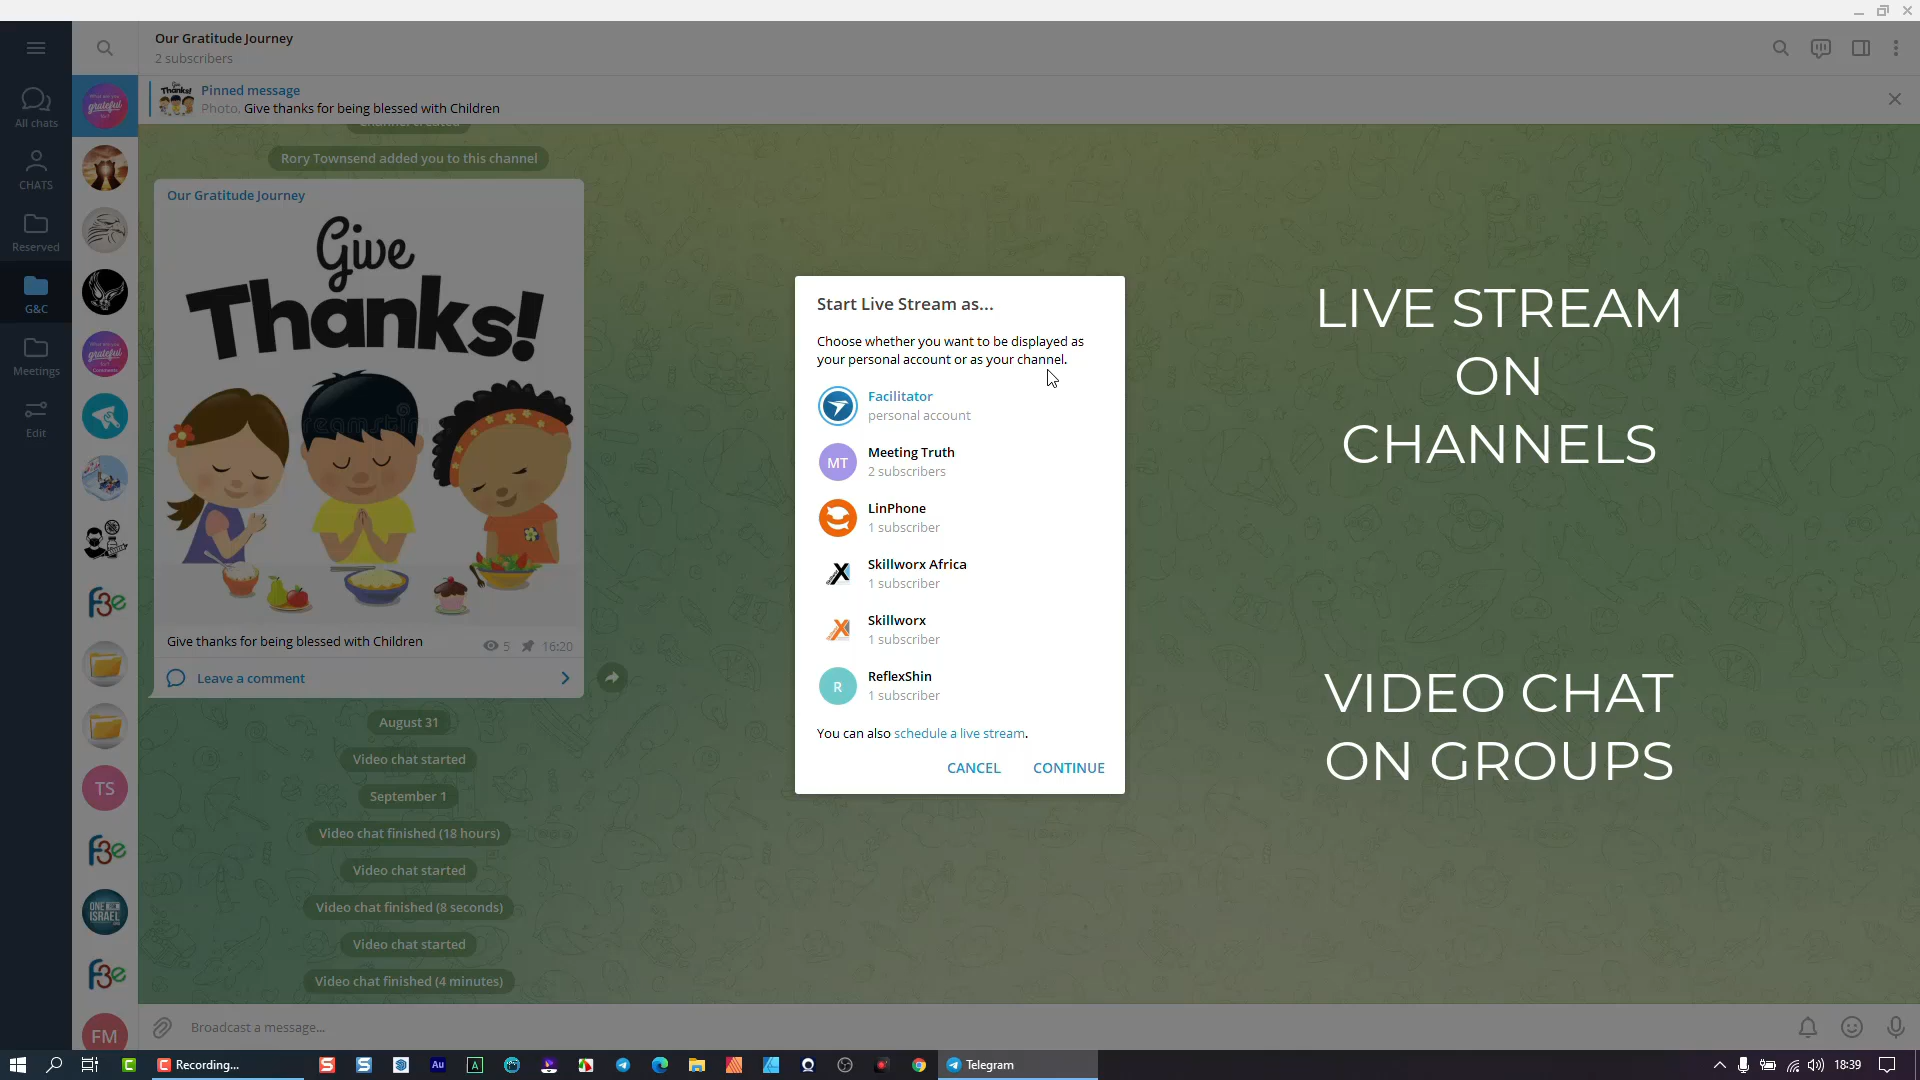 Our Gratitude Journey
2 subscribers
Pinned message
Photo, Give thanks for being blessed with Children
All chats
CHATS
Reserved
G&C
Meetings
Edit
Channel created
Rory Townsend added you to this channel
Our Gratitude Journey
Give
Thanks!
Give thanks for being blessed with Children
5
16:20
Leave a comment
August 31
Video chat started
September 1
Video chat finished (18 hours)
Video chat started
Video chat finished (8 seconds)
Video chat started
Video chat finished (4 minutes)
Broadcast a message...
TS
ONE
ISRAEL
FM
Start Live Stream as...
Choose whether you want to be displayed as
your personal account or as your channel.
Facilitator
personal account
MT
Meeting Truth
2 subscribers
LinPhone
1 subscriber
Skillworx Africa
1 subscriber
Skillworx
1 subscriber
R
ReflexShin
1 subscriber
You can also schedule a live stream.
CANCEL
CONTINUE
LIVE STREAM
ON
CHANNELS
VIDEO CHAT
ON GROUPS
Recording...
Au
Telegram
18:39